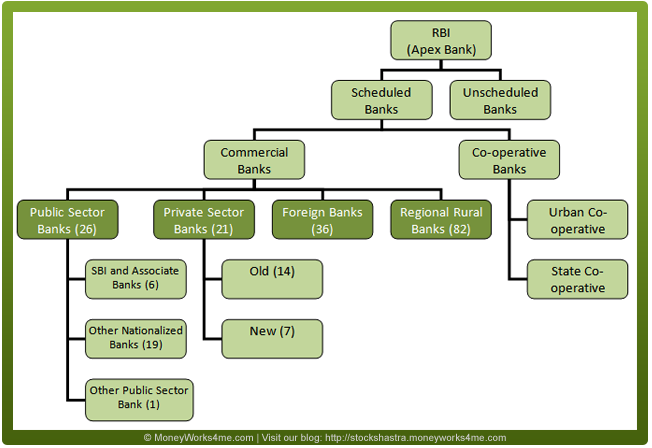 RBI
(Apex Bank)
Scheduled
Banks
Unscheduled
Banks
Commercial
Banks
Co-operative
Banks
Public Sector
Banks (26)
Private Sector
Banks (21)
Foreign Banks
(36)
Regional Rural
Banks (82)
Urban Co-
operative
SBI and Associate
Banks (6)
Old (14)
State Co-
operative
Other Nationalized
Banks (19)
New (7)
Other Public Sector
Bank (1)
© MoneyWorks4me.com | Visit our blog: http://stockshastra.moneyworks4me.com